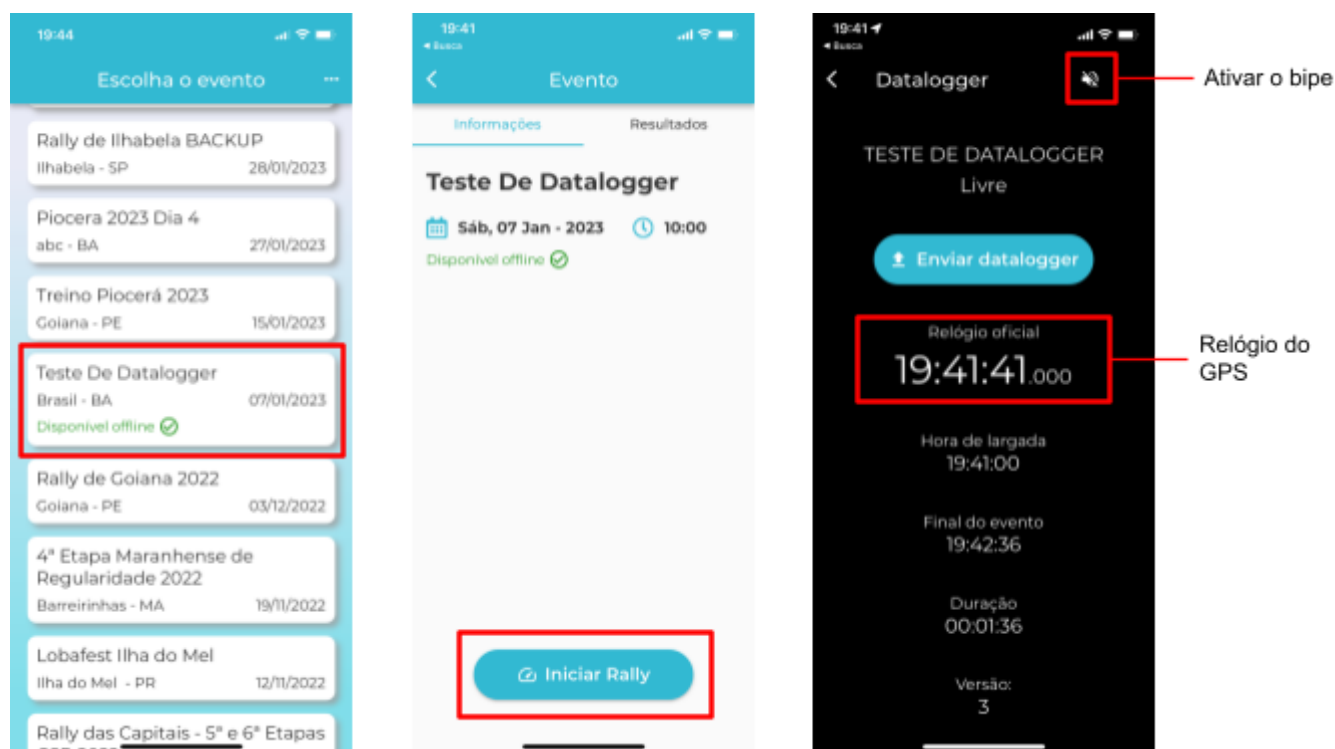 19:44
Escolha o evento
Rally de Ilhabela BACKUP
Ilhabela - SP 28/01/2023
Piocera 2023 Dia 4
abc - BA 27/01/2023
Treino Piocerá 2023
Goiana - PE 15/01/2023
Teste De Datalogger
Brasil - BA 07/01/2023
Disponível offline
Rally de Goiana 2022
Goiana - PE 03/12/2022
4ª Etapa Maranhense de
Regularidade 2022
Barreirinhas - MA 19/11/2022
Lobafest Ilha do Mel
Ilha do Mel - PR 12/11/2022
Rally das Capitais - 5ª e 6ª Etapas
19:41
Busca
Evento
Informações Resultados
Teste De Datalogger
Sáb, 07 Jan - 2023 10:00
Disponível offline
Iniciar Rally
19:41
Busca
Datalogger
TESTE DE DATALOGGER
Livre
Enviar datalogger
Relógio oficial
19:41:41.000
Hora de largada
19:41:00
Final do evento
19:42:36
Duração
00:01:36
Versão:
3
Ativar o bipe
Relógio do
GPS